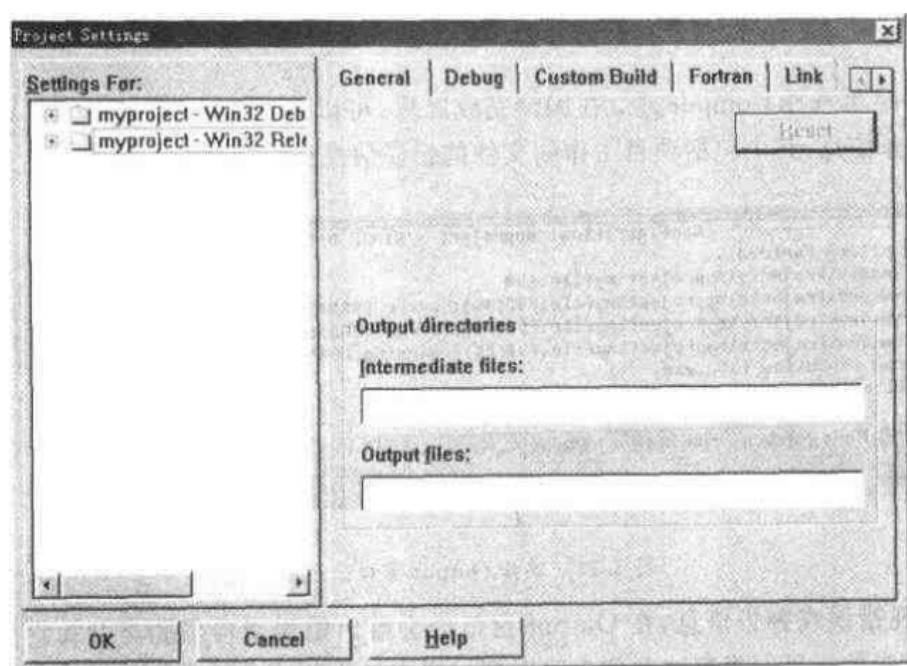 Project Settings
Settings For:
myproject - Win32 Deb
myproject - Win32 Rele
General
Debug
Custom Build
Fortran
Link
Reset
Output directories
Intermediate files:
Output files:
OK
Cancel
Help